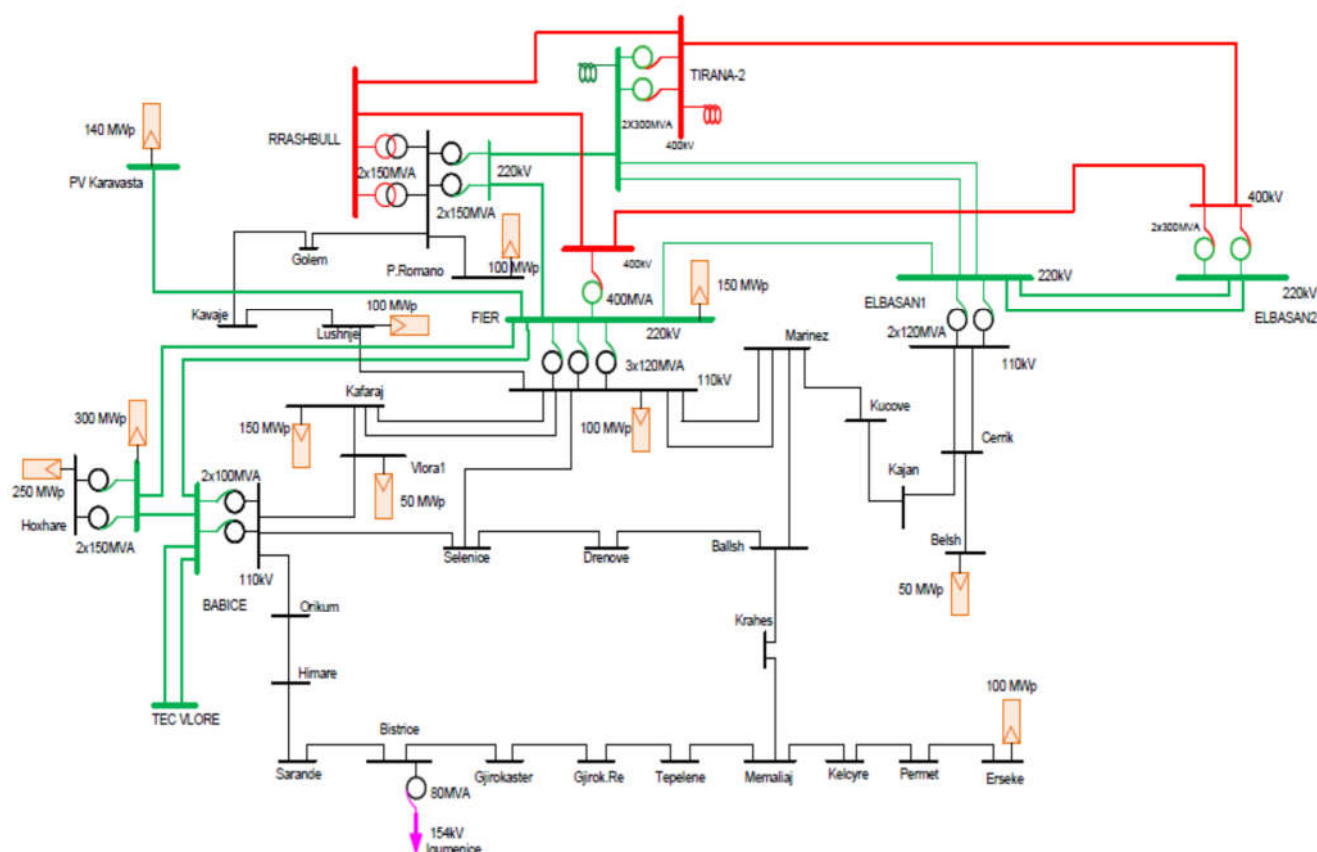 TIRANA-2
140 MWp
2X300MVA
RRASHBULL
400kV
2x150MVA
220kV
PV Karavasta
2x150MVA
400kV
2x300MVA
Golem
P.Romano
100 MWp
400kV
150 MWp
220kV
220kV
100 MWp
400MVA
ELBASAN1
ELBASAN2
Kavaje
Lushnje
FIER
220kV
2x120MVA
Marinez
3x120MVA
110kV
110kV
Kafaraj
300 MWp
150 MWp
100 MWp
Kucove
Cerrik
2x100MVA
Vlora1
Kajan
250 MWp
50 MWp
Hoxhare
2x150MVA
Selenice
Drenove
Ballsh
Belsh
110kV
50 MWp
BABICE
Orikum
Krahes
Himare
100 MWp
TEC VLORE
Bistrice
Sarande
Gjirokaster
Gjirok.Re
Tepelene
Memaliaj
Kelcyre
Permet
Erseke
80MVA
154kV
Igumenice